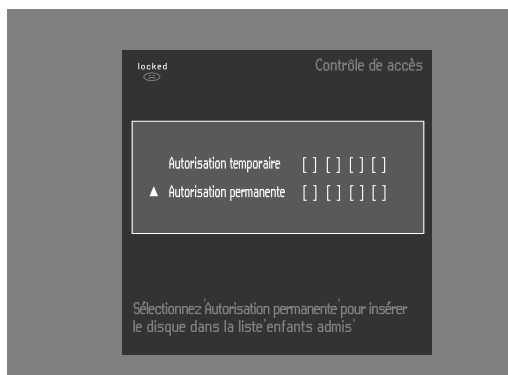 locked
Contrôle de accès
Autorisation temporaire [ ] [ ] [ ] [ ]
▲ Autorisation permanente [ ] [ ] [ ] [ ]
Sélectionnez 'Autorisation permanente' pour insérer
le disque dans la liste 'enfants admis'